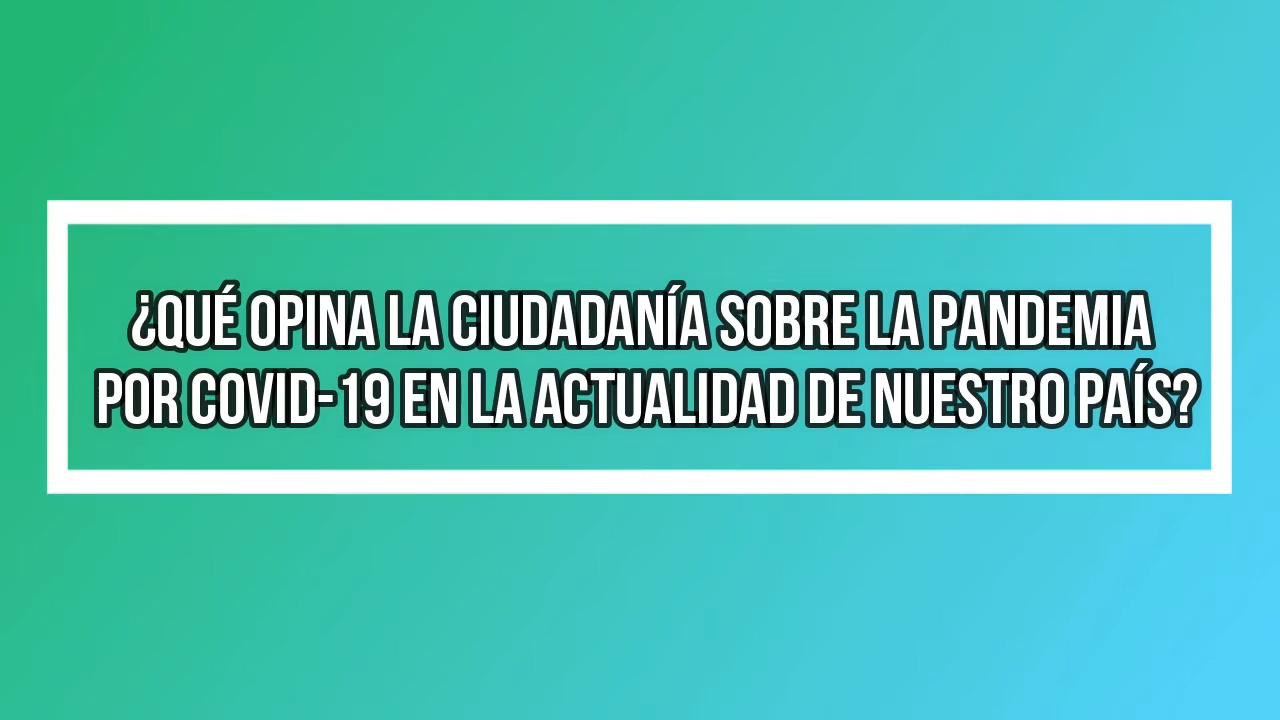 ¿QUÉ OPINA LA CIUDADANÍA SOBRE LA PANDEMIA
POR COVID-19 EN LA ACTUALIDAD DE NUESTRO PAÍS?